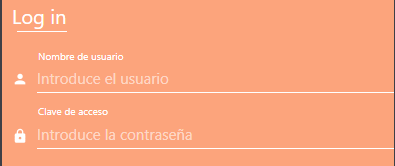 Log in
Nombre de usuario
Introduce el usuario
Clave de acceso
Introduce la contraseña